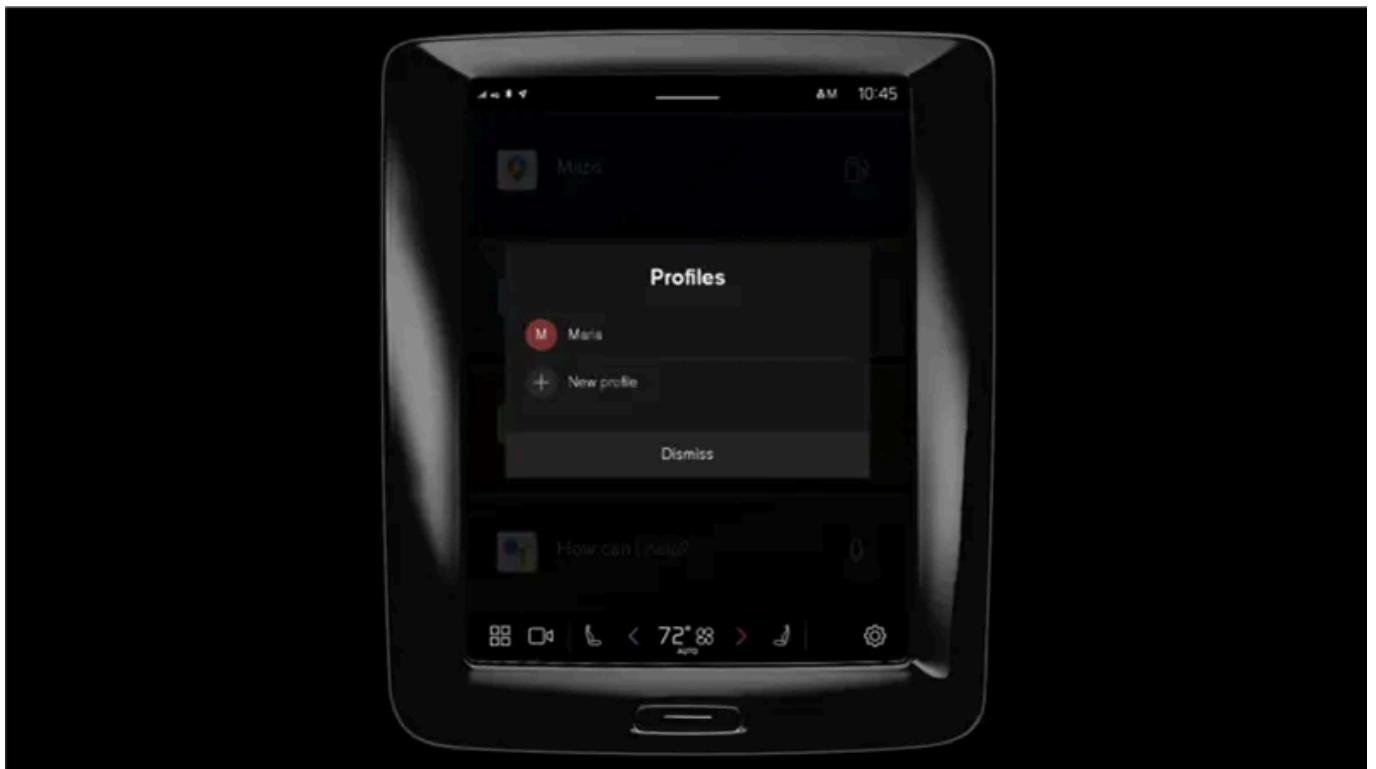 M 10:45
Maps
Profiles
M Maria
New profile
Dismiss
How can I help?
72°
AUTO